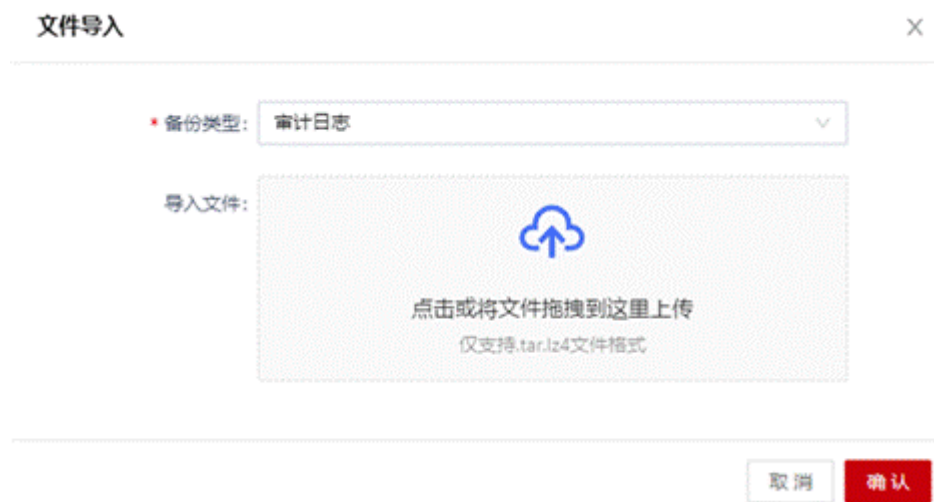 文件导入
* 备份类型: 审计日志
导入文件:
点击或将文件拖拽到这里上传
仅支持.tar.lz4文件格式
取消 确认